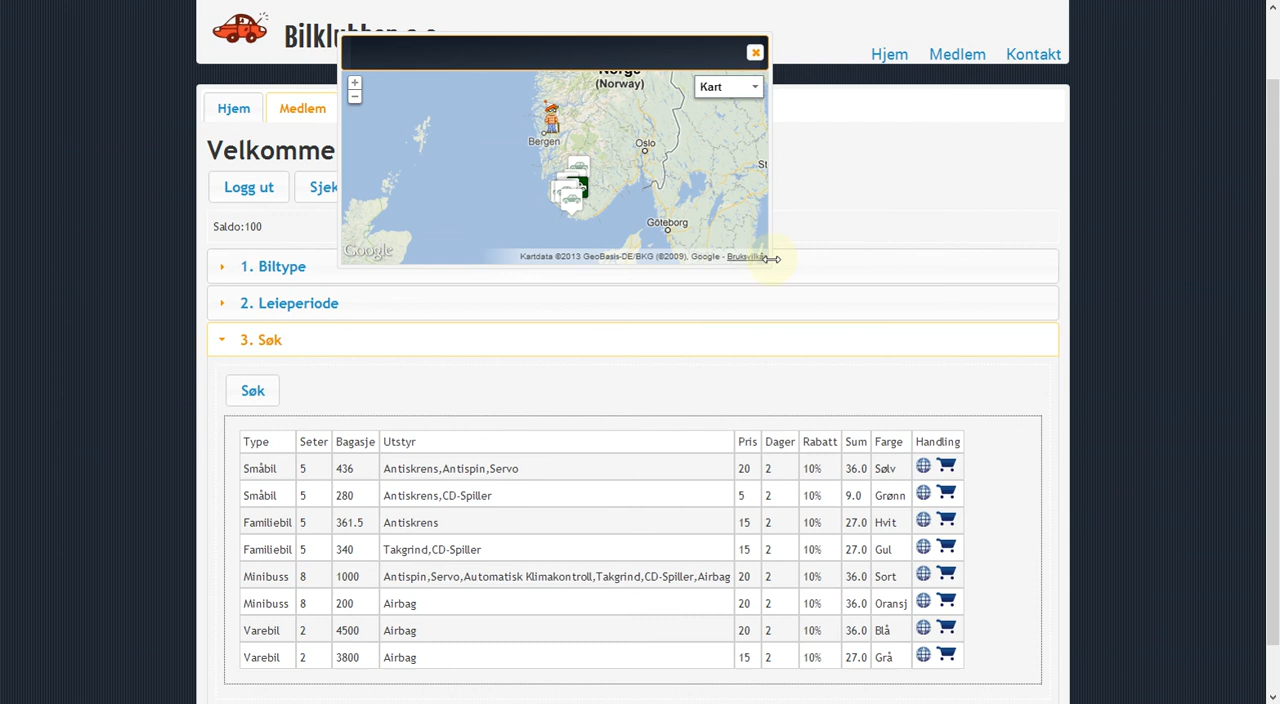 Hjem Medlem Kontakt
Kart
Norge
(Norway)
Bergen
Oslo
St
Göteborg
Google
Kartdata ©2013 GeoBasis-DE/BKG (©2009), Google - Bruksvilkår
Hjem Medlem
Velkomme
Logg ut Sjek
Saldo:100
1. Biltype
2. Leieperiode
3. Søk
Søk
Type Seter Bagasje Utstyr Pris Dager Rabatt Sum Farge Handling
Småbil 5 436 Antiskrens,Antispin,Servo 20 2 10% 36.0 Sølv
Småbil 5 280 Antiskrens,CD-Spiller 5 2 10% 9.0 Grønn
Familiebil 5 361.5 Antiskrens 15 2 10% 27.0 Hvit
Familiebil 5 340 Takgrind,CD-Spiller 15 2 10% 27.0 Gul
Minibuss 8 1000 Antispin,Servo,Automatisk Klimakontroll,Takgrind,CD-Spiller,Airbag 20 2 10% 36.0 Sort
Minibuss 8 200 Airbag 20 2 10% 36.0 Oransj
Varebil 2 4500 Airbag 20 2 10% 36.0 Blå
Varebil 2 3800 Airbag 15 2 10% 27.0 Grå